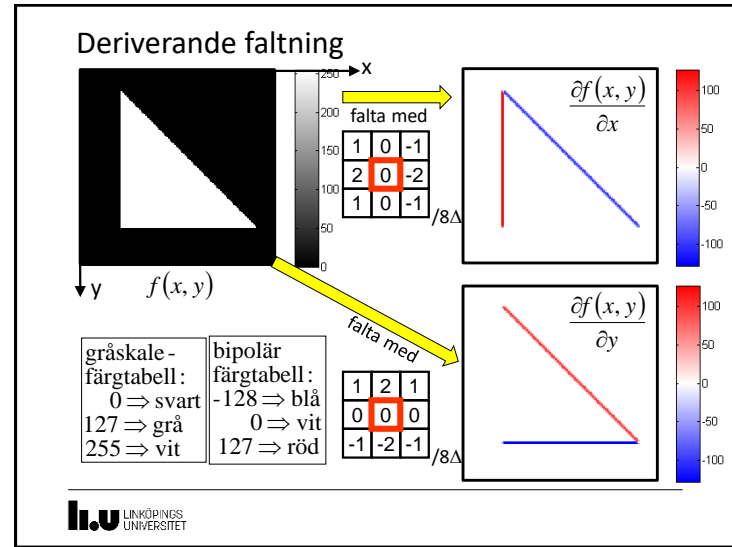 Deriverande faltning
x
250
200
150
100
50
0
y
f(x, y)
falta med
1 0 -1
2 0 -2
1 0 -1
/8Δ
∂f(x, y)
∂x
100
50
0
-50
-100
falta med
1 2 1
0 0 0
-1 -2 -1
/8Δ
∂f(x, y)
∂y
100
50
0
-50
-100
gråskale-
färgtabell:
0 ⇒ svart
127 ⇒ grå
255 ⇒ vit
bipolär
färgtabell:
-128 ⇒ blå
0 ⇒ vit
127 ⇒ röd
li.u LINKÖPINGS
UNIVERSITET